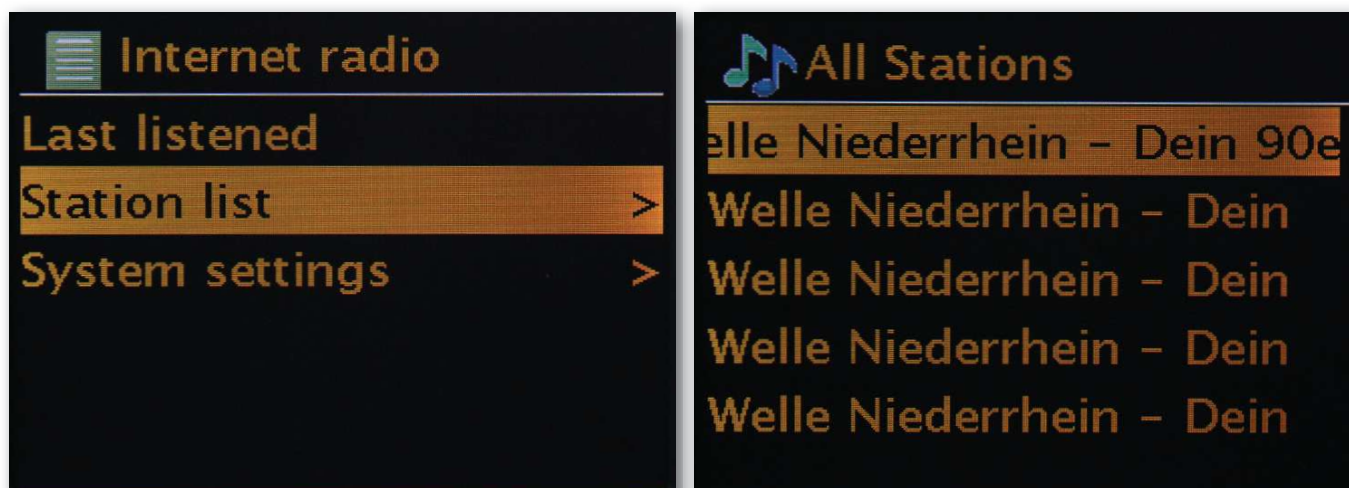 Internet radio
Last listened
Station list >
System settings >
All Stations
elle Niederrhein – Dein 90e
Welle Niederrhein – Dein
Welle Niederrhein – Dein
Welle Niederrhein – Dein
Welle Niederrhein – Dein